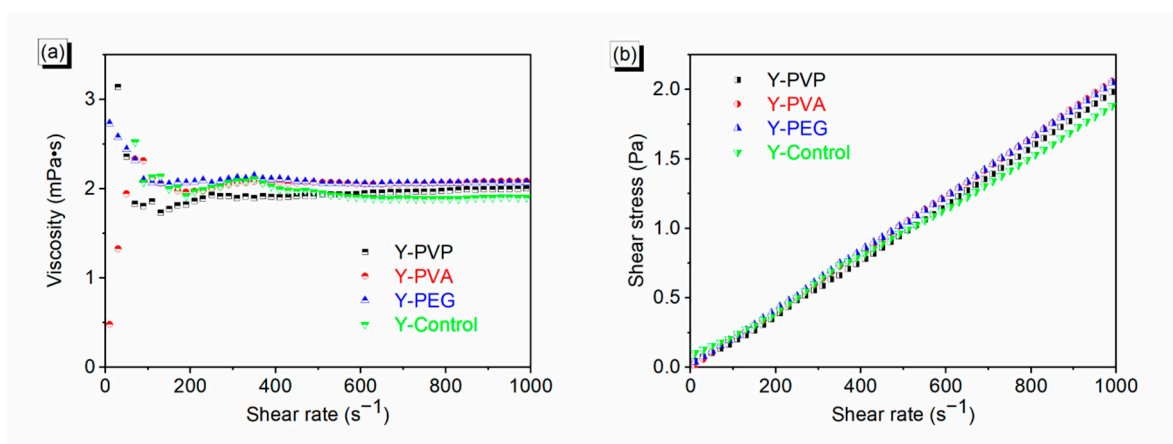 (a)
Viscosity (mPa•s)
3
2
1
0
Y-PVP
Y-PVA
Y-PEG
Y-Control
0 200 400 600 800 1000
Shear rate (s⁻¹)
(b)
Shear stress (Pa)
2.0
1.5
1.0
0.5
0.0
Y-PVP
Y-PVA
Y-PEG
Y-Control
0 200 400 600 800 1000
Shear rate (s⁻¹)